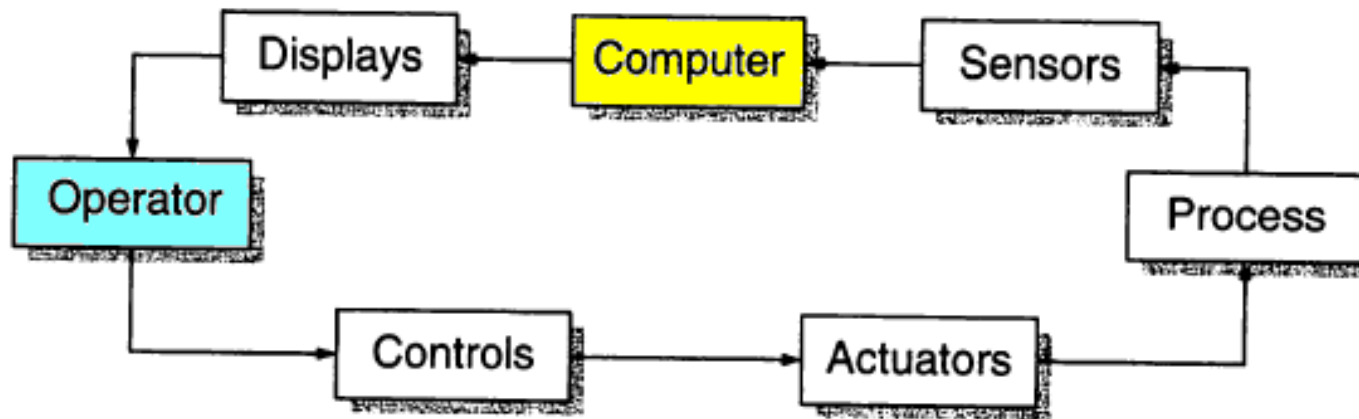 Displays
Computer
Sensors
Operator
Process
Controls
Actuators